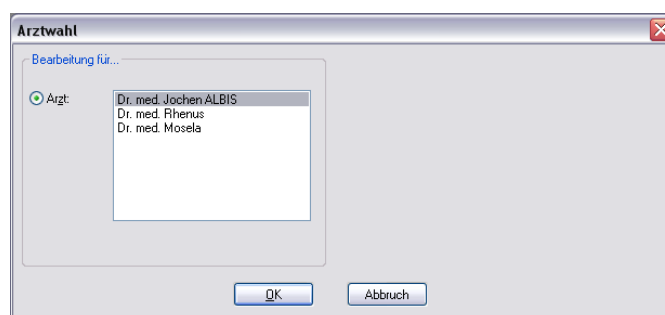 Arztwahl
Bearbeitung für...
Arzt:
Dr. med. Jochen ALBIS
Dr. med. Rhenus
Dr. med. Mosela
OK
Abbruch